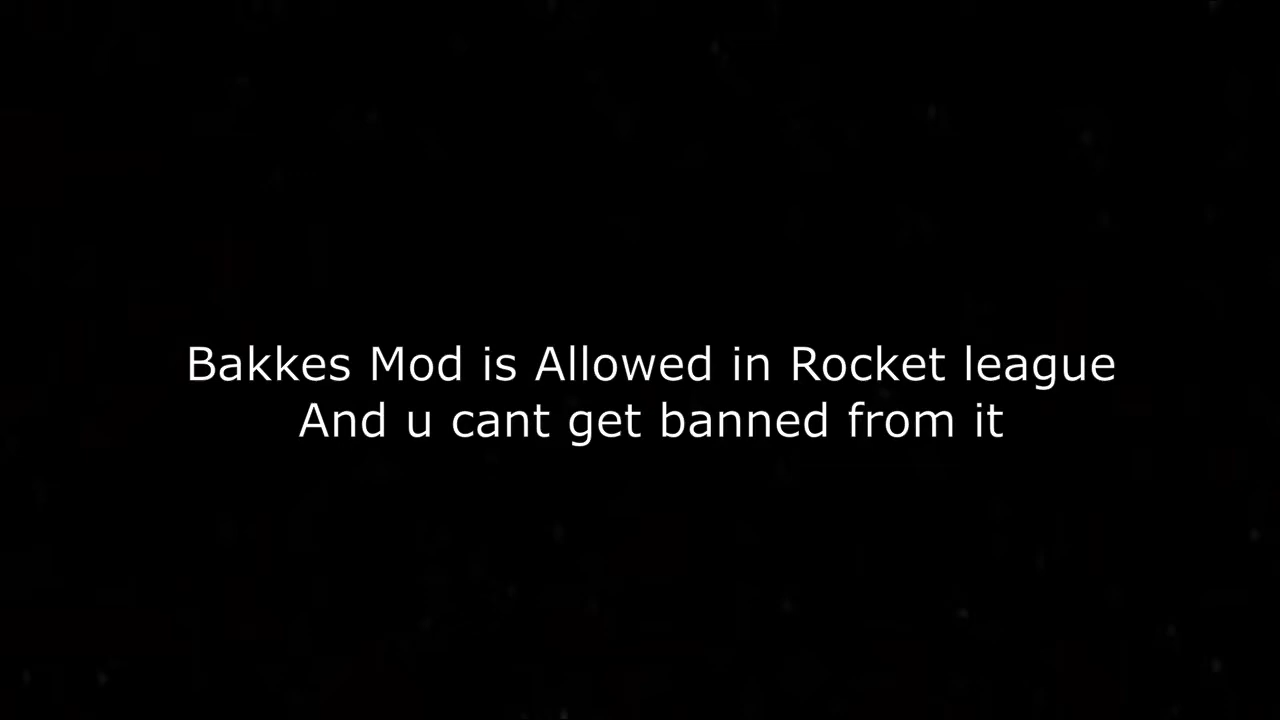 Bakkes Mod is Allowed in Rocket league
And u cant get banned from it